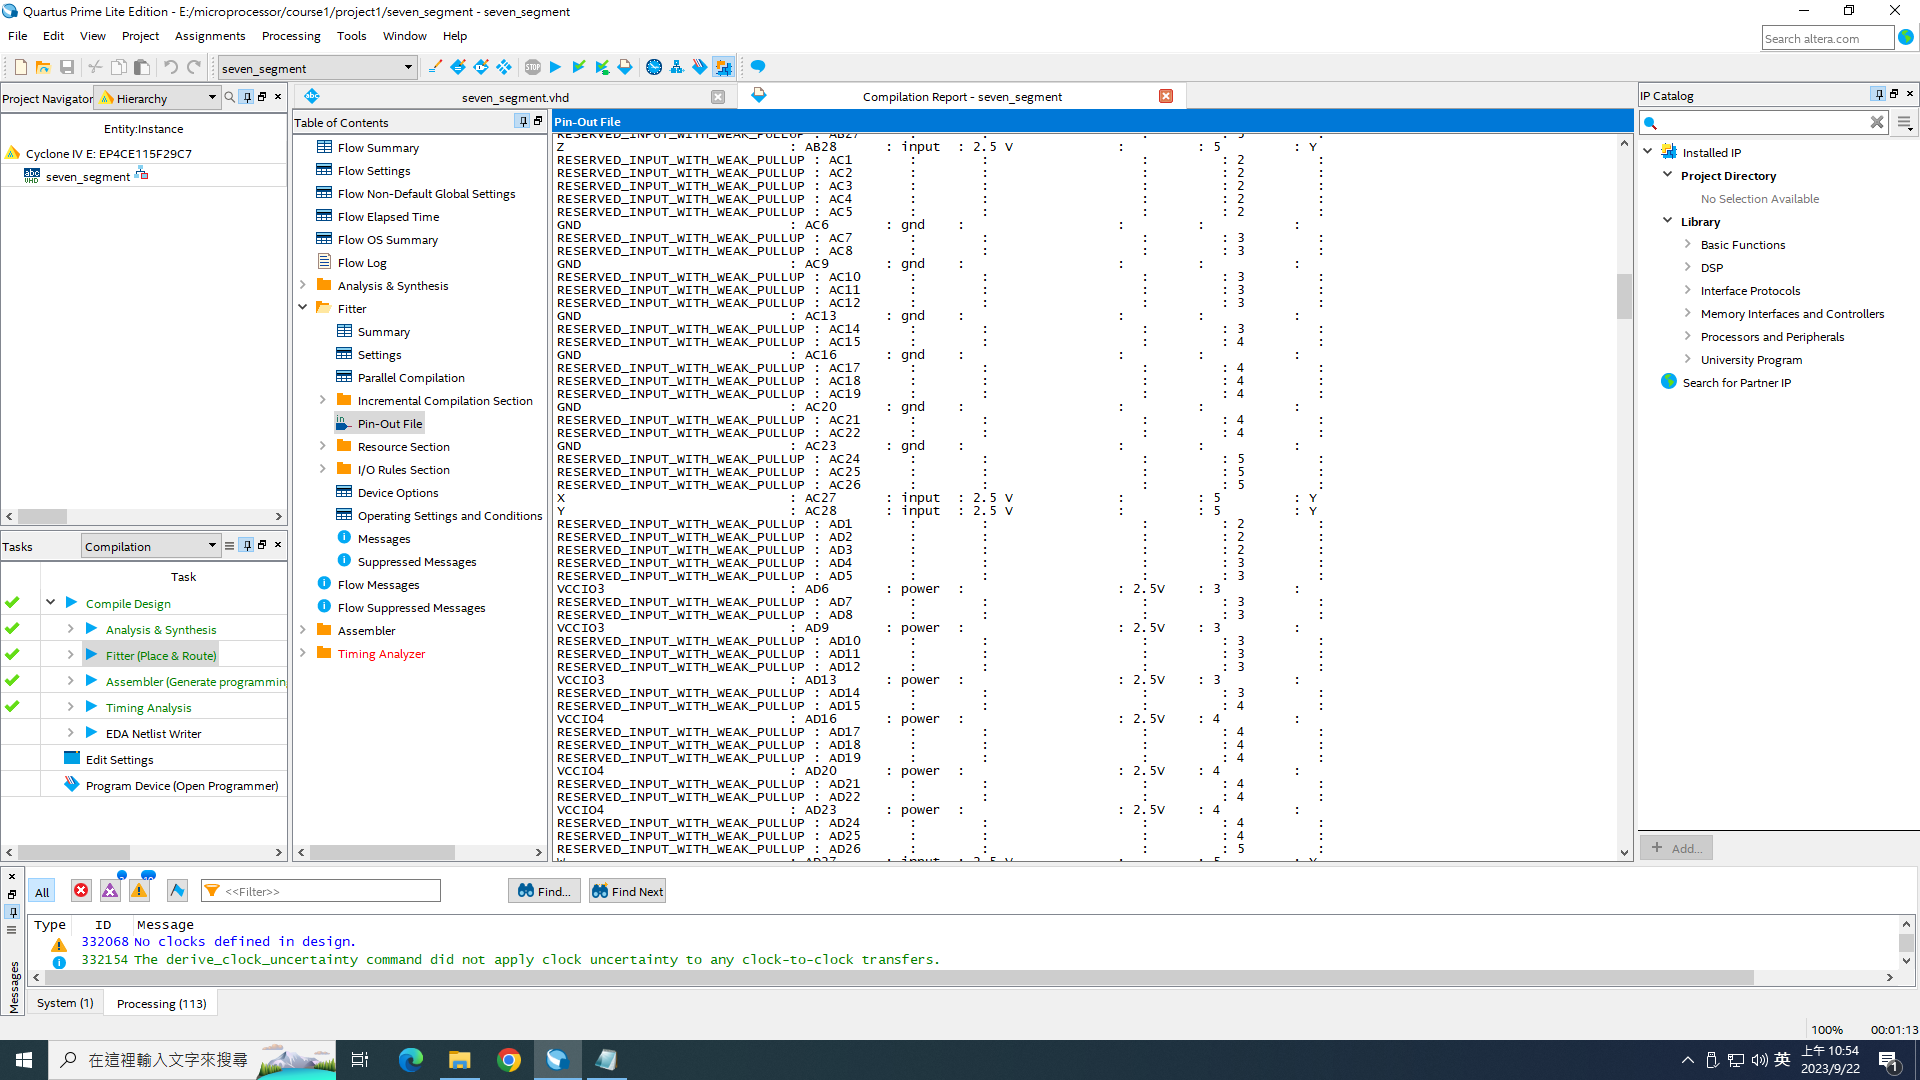 Quartus Prime Lite Edition - E:/microprocessor/course1/project1/seven_segment - seven_segment
File Edit View Project Assignments Processing Tools Window Help
Search altera.com
seven_segment
Project Navigator Hierarchy
Entity:Instance
Cyclone IV E: EP4CE115F29C7
seven_segment
Tasks Compilation
Task
Compile Design
Analysis & Synthesis
Fitter (Place & Route)
Assembler (Generate programmin
Timing Analysis
EDA Netlist Writer
Edit Settings
Program Device (Open Programmer)
seven_segment.vhd
Compilation Report - seven_segment
Table of Contents
Flow Summary
Flow Settings
Flow Non-Default Global Settings
Flow Elapsed Time
Flow OS Summary
Flow Log
Analysis & Synthesis
Fitter
Summary
Settings
Parallel Compilation
Incremental Compilation Section
Pin-Out File
Resource Section
I/O Rules Section
Device Options
Operating Settings and Conditions
Messages
Suppressed Messages
Flow Messages
Flow Suppressed Messages
Assembler
Timing Analyzer
Pin-Out File
RESERVED_INPUT_WITH_WEAK_PULLUP : AB27 : : : : 5 :
Z : AB28 : input : 2.5 V : : 5 : Y
RESERVED_INPUT_WITH_WEAK_PULLUP : AC1 : : : : 2 :
RESERVED_INPUT_WITH_WEAK_PULLUP : AC2 : : : : 2 :
RESERVED_INPUT_WITH_WEAK_PULLUP : AC3 : : : : 2 :
RESERVED_INPUT_WITH_WEAK_PULLUP : AC4 : : : : 2 :
RESERVED_INPUT_WITH_WEAK_PULLUP : AC5 : : : : 2 :
GND : AC6 : gnd : : : :
RESERVED_INPUT_WITH_WEAK_PULLUP : AC7 : : : : 3 :
RESERVED_INPUT_WITH_WEAK_PULLUP : AC8 : : : : 3 :
GND : AC9 : gnd : : : :
RESERVED_INPUT_WITH_WEAK_PULLUP : AC10 : : : : 3 :
RESERVED_INPUT_WITH_WEAK_PULLUP : AC11 : : : : 3 :
RESERVED_INPUT_WITH_WEAK_PULLUP : AC12 : : : : 3 :
GND : AC13 : gnd : : : :
RESERVED_INPUT_WITH_WEAK_PULLUP : AC14 : : : : 3 :
RESERVED_INPUT_WITH_WEAK_PULLUP : AC15 : : : : 4 :
GND : AC16 : gnd : : : :
RESERVED_INPUT_WITH_WEAK_PULLUP : AC17 : : : : 4 :
RESERVED_INPUT_WITH_WEAK_PULLUP : AC18 : : : : 4 :
RESERVED_INPUT_WITH_WEAK_PULLUP : AC19 : : : : 4 :
GND : AC20 : gnd : : : :
RESERVED_INPUT_WITH_WEAK_PULLUP : AC21 : : : : 4 :
RESERVED_INPUT_WITH_WEAK_PULLUP : AC22 : : : : 4 :
GND : AC23 : gnd : : : :
RESERVED_INPUT_WITH_WEAK_PULLUP : AC24 : : : : 5 :
RESERVED_INPUT_WITH_WEAK_PULLUP : AC25 : : : : 5 :
RESERVED_INPUT_WITH_WEAK_PULLUP : AC26 : : : : 5 :
X : AC27 : input : 2.5 V : : 5 : Y
Y : AC28 : input : 2.5 V : : 5 : Y
RESERVED_INPUT_WITH_WEAK_PULLUP : AD1 : : : : 2 :
RESERVED_INPUT_WITH_WEAK_PULLUP : AD2 : : : : 2 :
RESERVED_INPUT_WITH_WEAK_PULLUP : AD3 : : : : 2 :
RESERVED_INPUT_WITH_WEAK_PULLUP : AD4 : : : : 3 :
RESERVED_INPUT_WITH_WEAK_PULLUP : AD5 : : : : 3 :
VCCIO3 : AD6 : power : : 2.5V : 3 :
RESERVED_INPUT_WITH_WEAK_PULLUP : AD7 : : : : 3 :
RESERVED_INPUT_WITH_WEAK_PULLUP : AD8 : : : : 3 :
VCCIO3 : AD9 : power : : 2.5V : 3 :
RESERVED_INPUT_WITH_WEAK_PULLUP : AD10 : : : : 3 :
RESERVED_INPUT_WITH_WEAK_PULLUP : AD11 : : : : 3 :
RESERVED_INPUT_WITH_WEAK_PULLUP : AD12 : : : : 3 :
VCCIO3 : AD13 : power : : 2.5V : 3 :
RESERVED_INPUT_WITH_WEAK_PULLUP : AD14 : : : : 3 :
RESERVED_INPUT_WITH_WEAK_PULLUP : AD15 : : : : 4 :
VCCIO4 : AD16 : power : : 2.5V : 4 :
RESERVED_INPUT_WITH_WEAK_PULLUP : AD17 : : : : 4 :
RESERVED_INPUT_WITH_WEAK_PULLUP : AD18 : : : : 4 :
RESERVED_INPUT_WITH_WEAK_PULLUP : AD19 : : : : 4 :
VCCIO4 : AD20 : power : : 2.5V : 4 :
RESERVED_INPUT_WITH_WEAK_PULLUP : AD21 : : : : 4 :
RESERVED_INPUT_WITH_WEAK_PULLUP : AD22 : : : : 4 :
VCCIO4 : AD23 : power : : 2.5V : 4 :
RESERVED_INPUT_WITH_WEAK_PULLUP : AD24 : : : : 4 :
RESERVED_INPUT_WITH_WEAK_PULLUP : AD25 : : : : 4 :
RESERVED_INPUT_WITH_WEAK_PULLUP : AD26 : : : : 5 :
W : AD27 : input : 2.5 V : : 5 : Y
IP Catalog
Installed IP
Project Directory
No Selection Available
Library
Basic Functions
DSP
Interface Protocols
Memory Interfaces and Controllers
Processors and Peripherals
University Program
Search for Partner IP
+ Add...
All <<Filter>> Find... Find Next
Type ID Message
332068 No clocks defined in design.
332154 The derive_clock_uncertainty command did not apply clock uncertainty to any clock-to-clock transfers.
Messages
System (1) Processing (113)
100% 00:01:13
在這裡輸入文字來搜尋
英
上午 10:54
2023/9/22
1